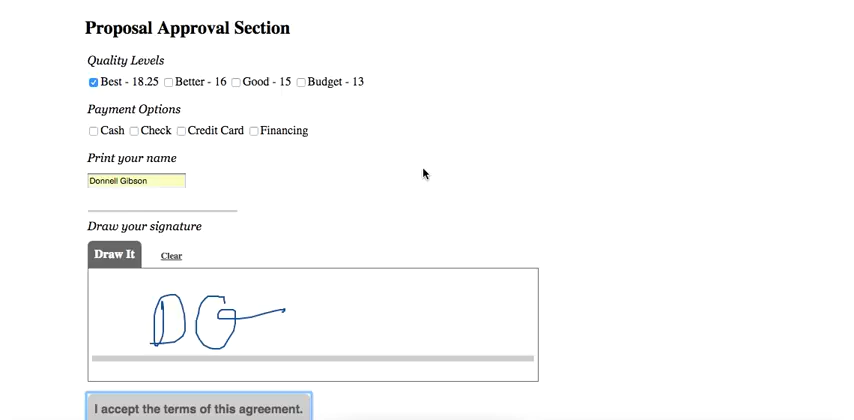 Proposal Approval Section
Quality Levels
Best - 18.25 Better - 16 Good - 15 Budget - 13
Payment Options
Cash Check Credit Card Financing
Print your name
Donnell Gibson
Draw your signature
Draw It Clear
DG
I accept the terms of this agreement.